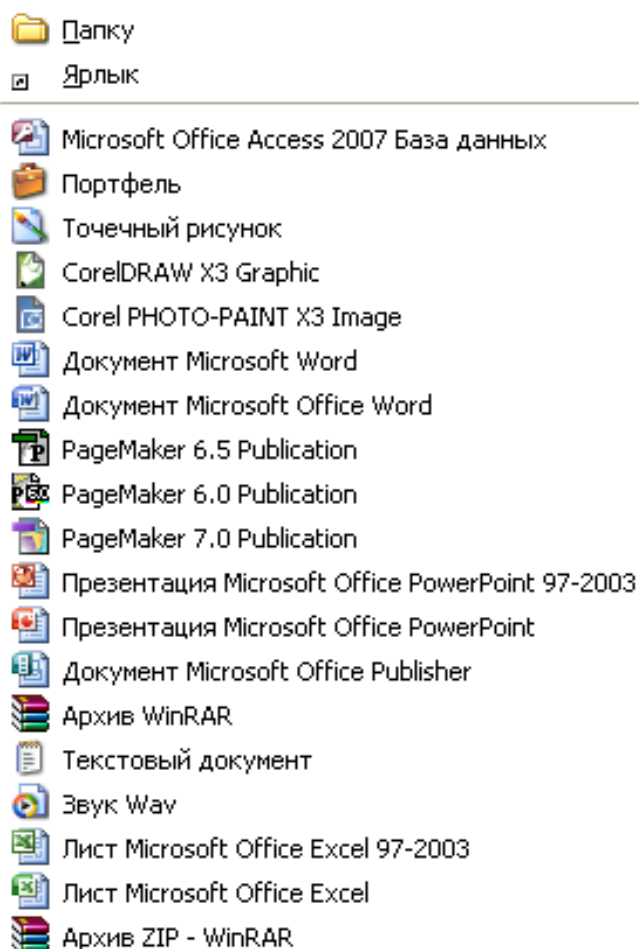 Папку
Ярлык
Microsoft Office Access 2007 База данных
Портфель
Точечный рисунок
CorelDRAW X3 Graphic
Corel PHOTO-PAINT X3 Image
Документ Microsoft Word
Документ Microsoft Office Word
PageMaker 6.5 Publication
PageMaker 6.0 Publication
PageMaker 7.0 Publication
Презентация Microsoft Office PowerPoint 97-2003
Презентация Microsoft Office PowerPoint
Документ Microsoft Office Publisher
Архив WinRAR
Текстовый документ
Звук Wav
Лист Microsoft Office Excel 97-2003
Лист Microsoft Office Excel
Архив ZIP - WinRAR